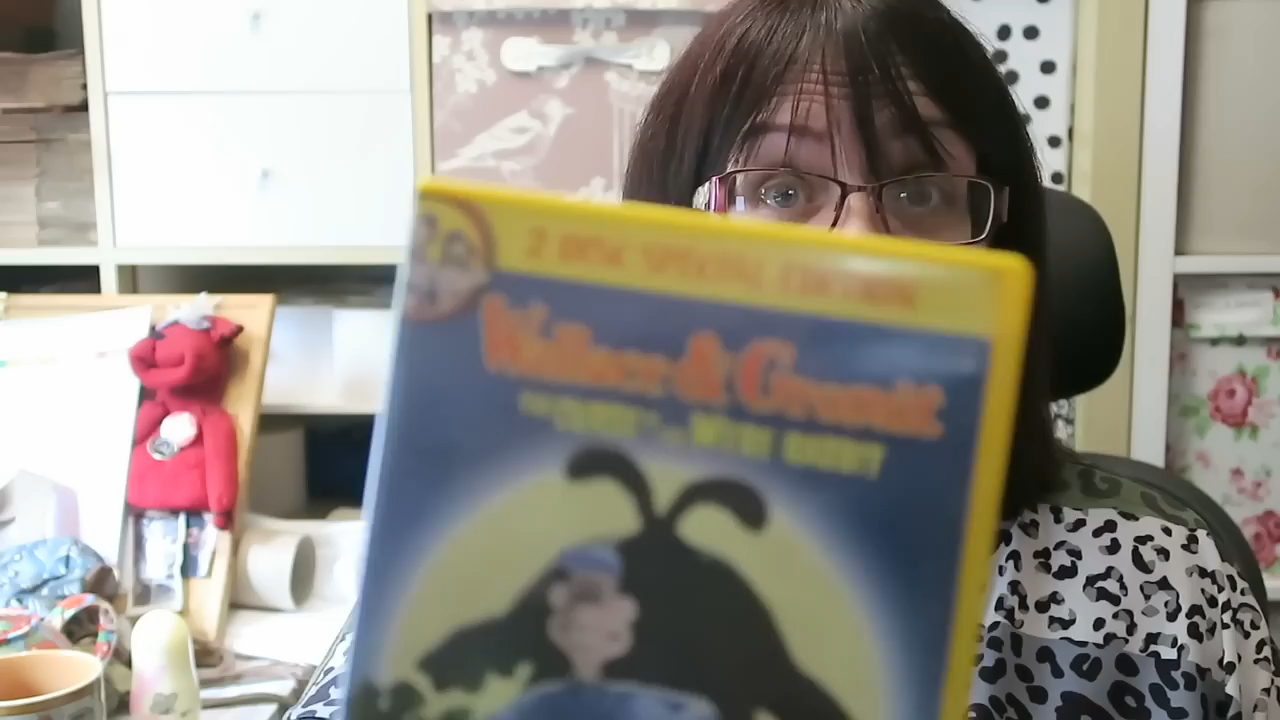 2 DISC SPECIAL EDITION
Wallace & Gromit
THE CURSE OF THE WERE-RABBIT